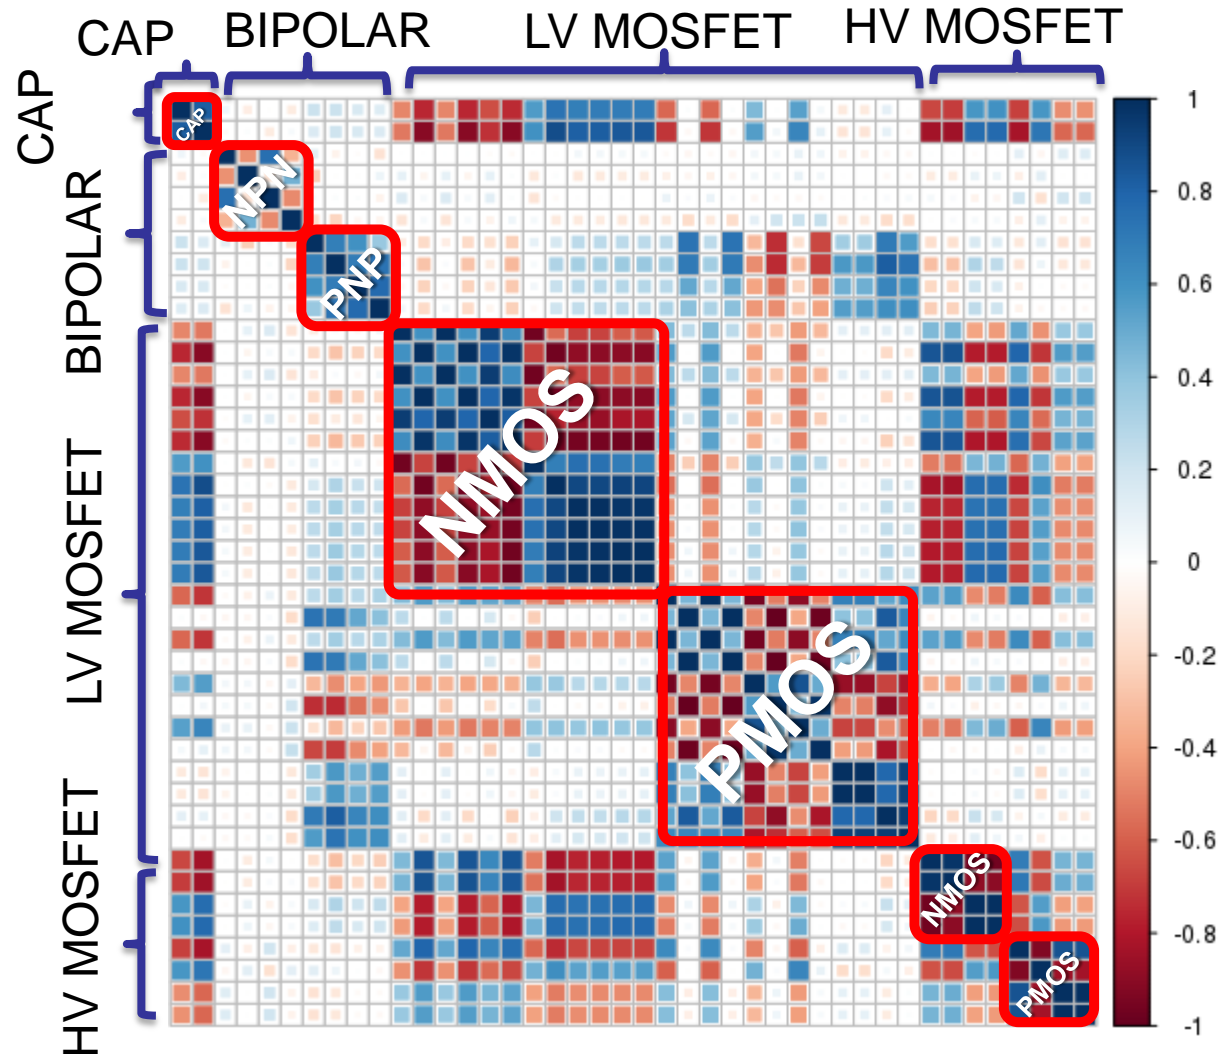 CAP
BIPOLAR
LV MOSFET
HV MOSFET
CAP
BIPOLAR
LV MOSFET
HV MOSFET
CAP
NPN
PNP
NMOS
PMOS
NMOS
PMOS
1
0.8
0.6
0.4
0.2
0
-0.2
-0.4
-0.6
-0.8
-1